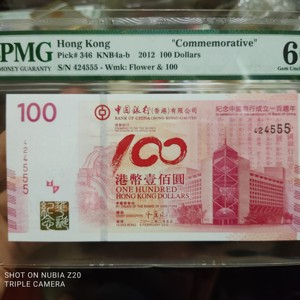 PMG
Hong Kong "Commemorative"
Pick# 346 KNB4a-b 2012 100 Dollars
S/N 424555 - Wmk: Flower & 100
MONEY GUARANTY
6
100
中國銀行(香港)有限公司
BANK OF CHINA (HONG KONG) LIMITED
紀念中國銀行成立一百週年
424555
100
港幣壹佰圓
ONE HUNDRED
HONG KONG DOLLARS
SHOT ON NUBIA Z20
TRIPLE CAMERA